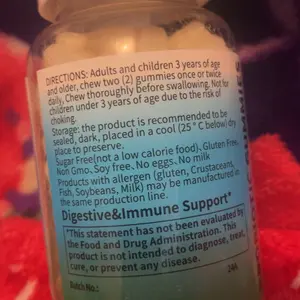 DIRECTIONS: Adults and children 3 years of age
and older, chew two (2) gummies once or twice
daily, Chew thoroughly before swallowing. Not for
children under 3 years of age due to the risk of
choking.
Storage: the product is recommended to be
sealed, dark, placed in a cool (25 °C below) dry
place to preserve.
Sugar Free(not a low calorie food). Gluten Free,
Non Gmo. Soy free. No eggs. No milk
Products with allergen (gluten, Crustaceans,
Fish, Soybeans, Milk) may be manufactured in
the same production line.
Digestive&Immune Support*
*This statement has not been evaluated by
the Food and Drug Administration. This
product is not intended to diagnose, treat,
cure, or prevent any disease.
Batch No.: